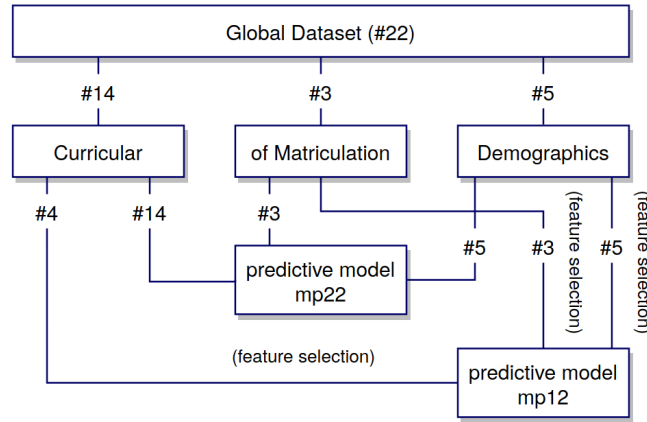 Global Dataset (#22)
#14
#3
#5
Curricular
of Matriculation
Demographics
#4
#14
#3
#5
#3
#5
(feature selection)
(feature selection)
predictive model
mp22
(feature selection)
predictive model
mp12